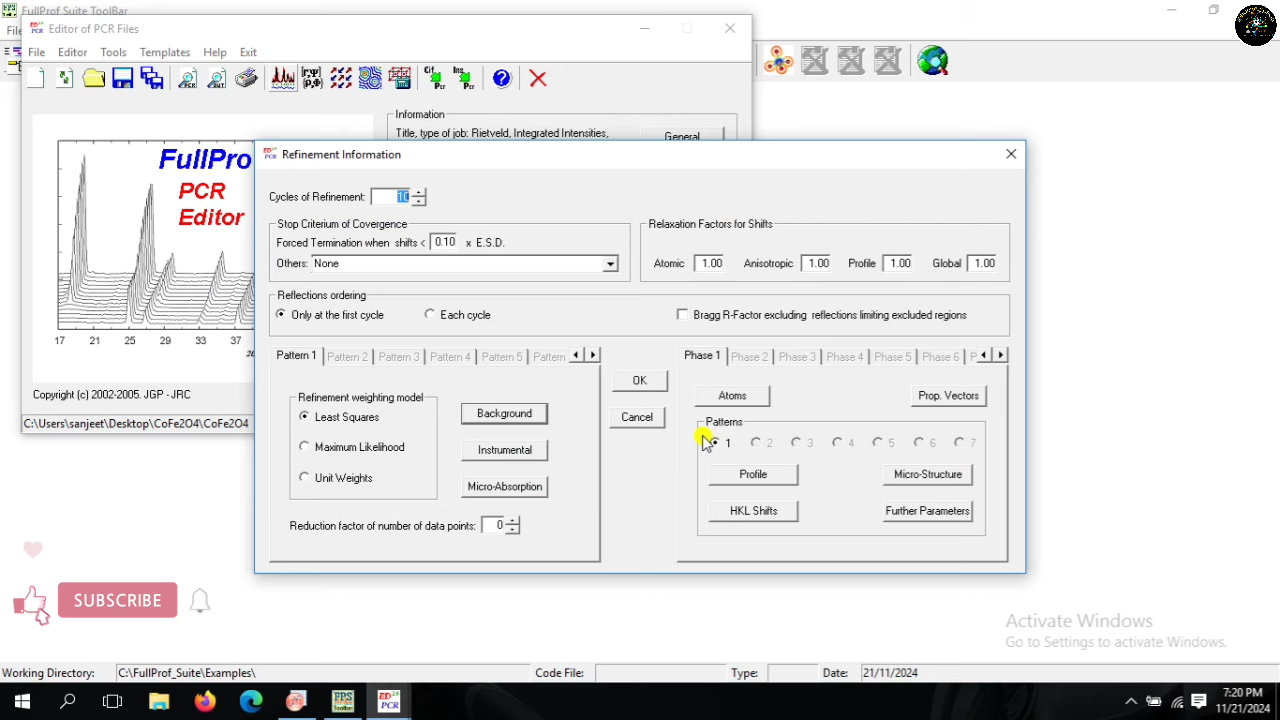 FullProf Suite ToolBar
Fil
Editor of PCR Files
File Editor Tools Templates Help Exit
FullPro
PCR
Editor
17 21 25 29 33 37
Copyright (c) 2002-2005. JGP - JRC
C:\Users\sanjeet\Desktop\CoFe2O4\CoFe2O4
Information
Title, type of job: Rietveld, Integrated Intensities,
General
Refinement Information
Cycles of Refinement: 10
Stop Criterium of Covergence
Forced Termination when shifts < 0.10 x E.S.D.
Others: None
Relaxation Factors for Shifts
Atomic 1.00 Anisotropic 1.00 Profile 1.00 Global 1.00
Reflections ordering
Only at the first cycle Each cycle
Bragg R-Factor excluding reflections limiting excluded regions
Pattern 1 Pattern 2 Pattern 3 Pattern 4 Pattern 5 Pattern
Refinement weighting model
Least Squares
Maximum Likelihood
Unit Weights
Background
Instrumental
Micro-Absorption
Reduction factor of number of data points: 0
OK
Cancel
Phase 1 Phase 2 Phase 3 Phase 4 Phase 5 Phase 6 P
Atoms Prop. Vectors
Patterns
1 2 3 4 5 6 7
Profile Micro-Structure
HKL Shifts Further Parameters
SUBSCRIBE
Activate Windows
Go to Settings to activate Windows.
Working Directory: C:\FullProf_Suite\Examples\ Code File: Type: Date: 21/11/2024
7:20 PM
11/21/2024